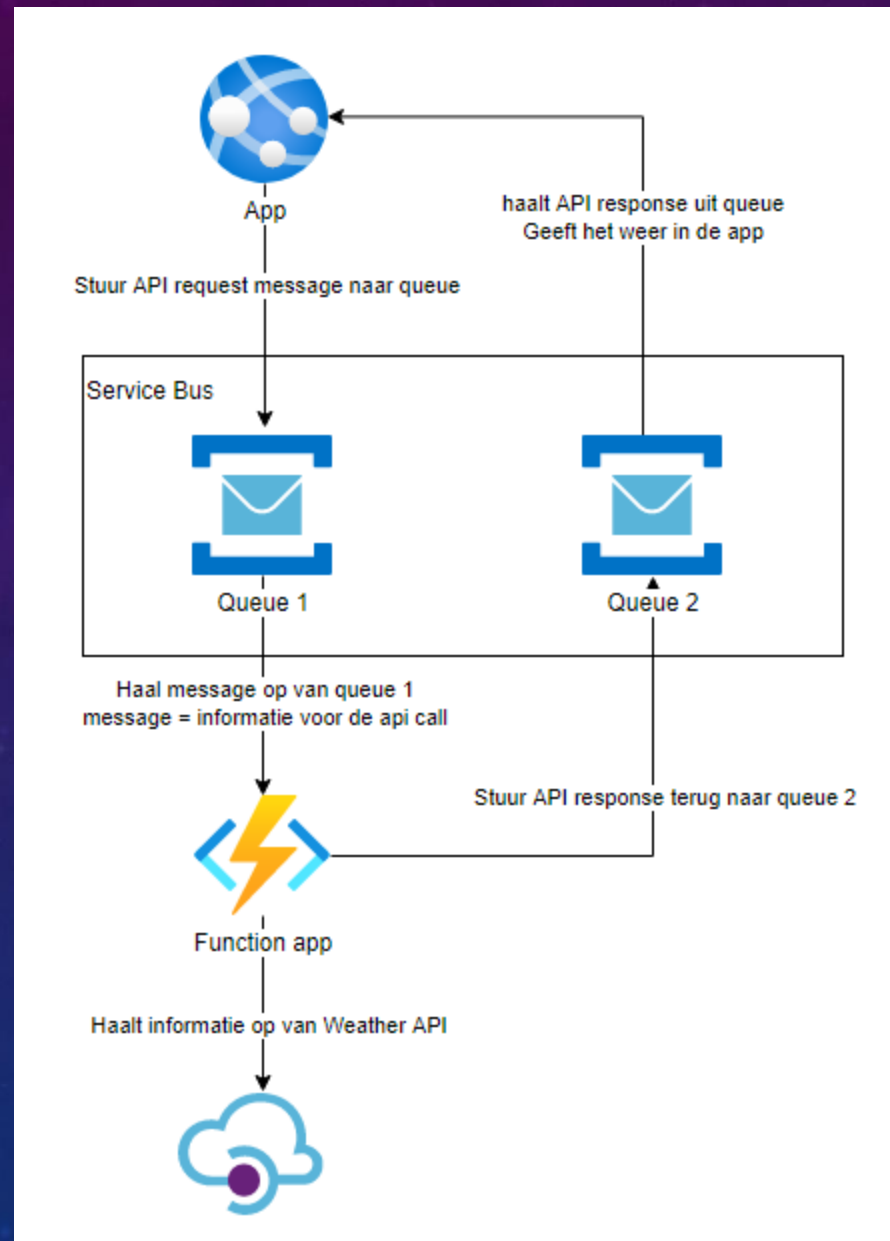 App
haalt API response uit queue
Geeft het weer in de app
Stuur API request message naar queue
Service Bus
Queue 1
Queue 2
Haal message op van queue 1
message = informatie voor de api call
Stuur API response terug naar queue 2
Function app
Haalt informatie op van Weather API